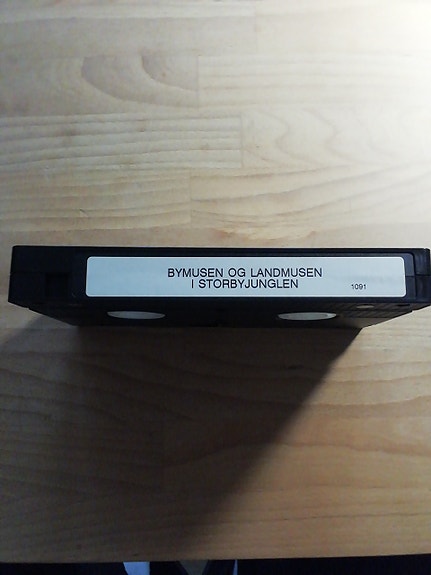 BYMUSEN OG LANDMUSEN
I STORBYJUNGLEN
1091